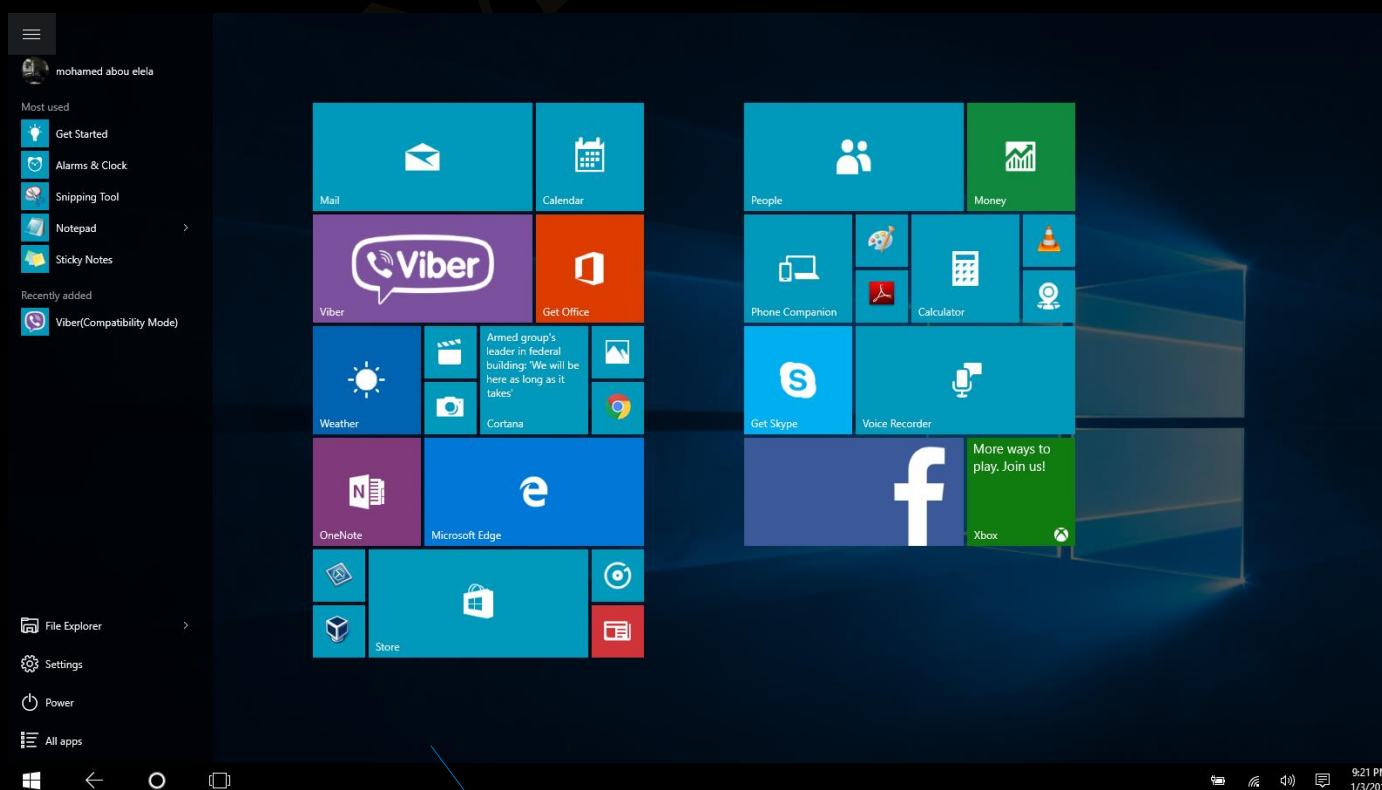 mohamed abou elela
Most used
Get Started
Alarms & Clock
Snipping Tool
Notepad
Sticky Notes
Recently added
Viber(Compatibility Mode)
File Explorer
Settings
Power
All apps
Mail
Calendar
Viber
Viber
Get Office
Weather
Armed group's
leader in federal
building: 'We will be
here as long as it
takes'
Cortana
N
OneNote
Microsoft Edge
Store
People
Money
Phone Companion
Calculator
Get Skype
Voice Recorder
More ways to
play. Join us!
Xbox
9:21